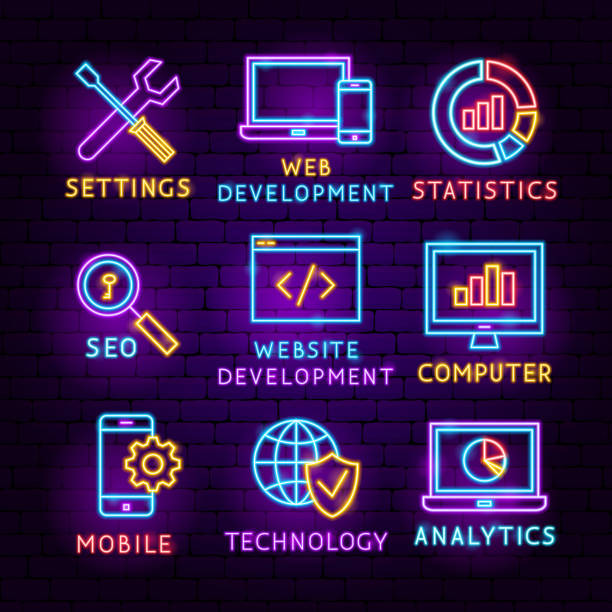 SETTINGS
WEB
DEVELOPMENT
STATISTICS
SEO
</>
WEBSITE
DEVELOPMENT
COMPUTER
MOBILE
TECHNOLOGY
ANALYTICS